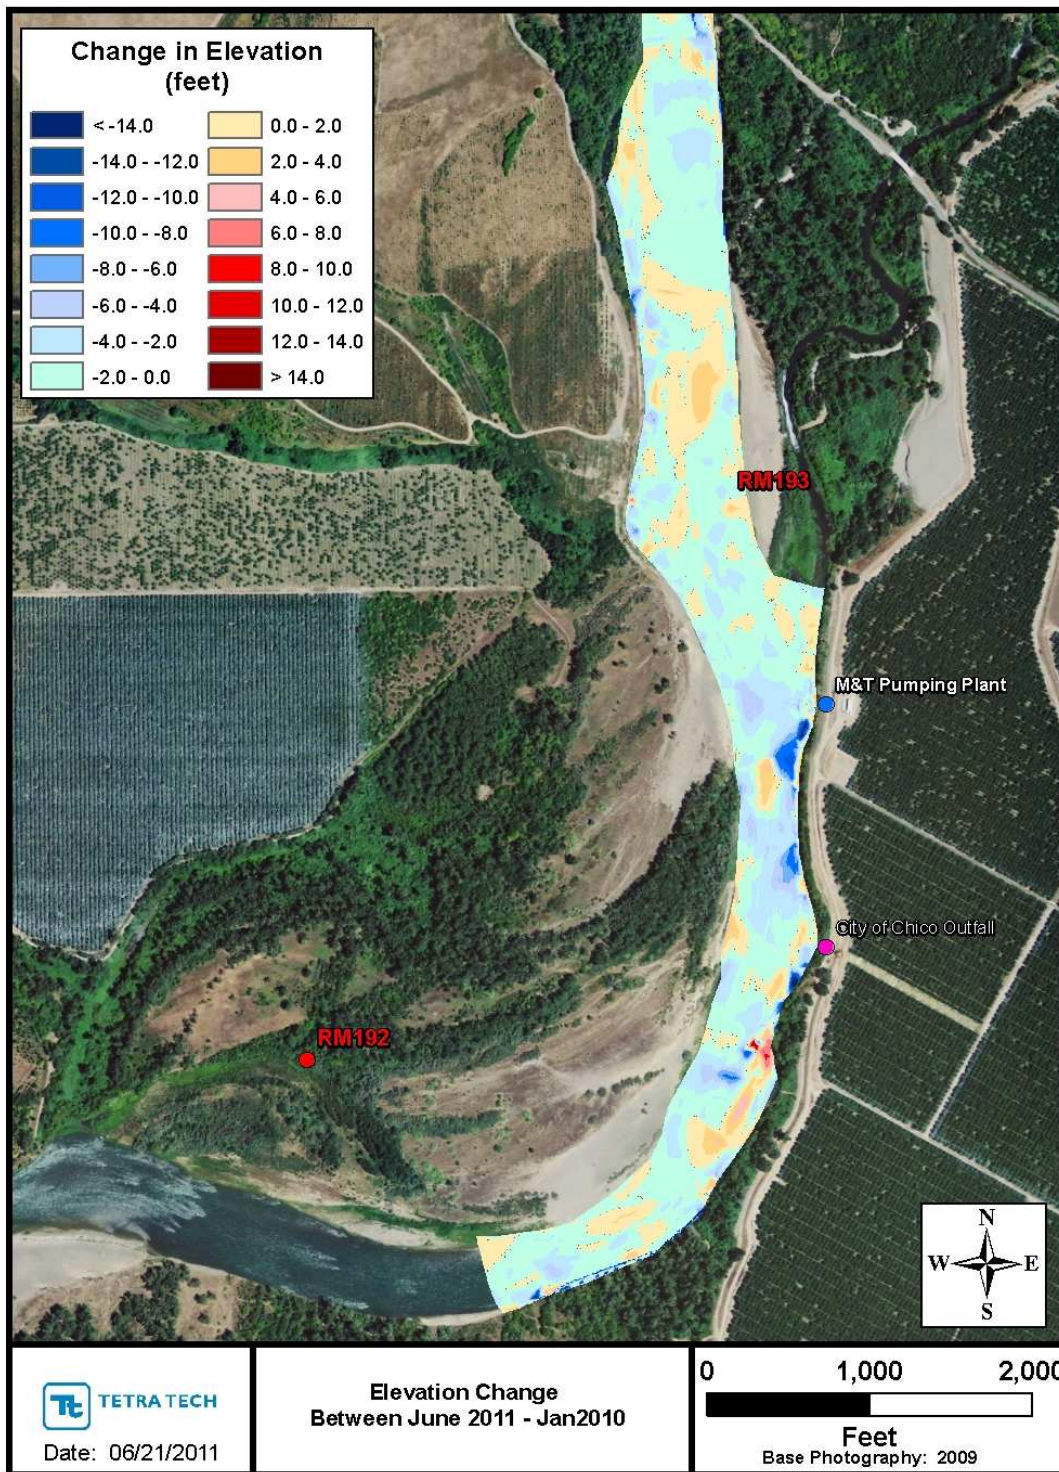 Change in Elevation
(feet)
< -14.0
-14.0 - -12.0
-12.0 - -10.0
-10.0 - -8.0
-8.0 - -6.0
-6.0 - -4.0
-4.0 - -2.0
-2.0 - 0.0
0.0 - 2.0
2.0 - 4.0
4.0 - 6.0
6.0 - 8.0
8.0 - 10.0
10.0 - 12.0
12.0 - 14.0
> 14.0
RM193
M&T Pumping Plant
City of Chico Outfall
RM192
N
W E
S
Tt TETRA TECH
Date: 06/21/2011
Elevation Change
Between June 2011 - Jan2010
0 1,000 2,000
Feet
Base Photography: 2009